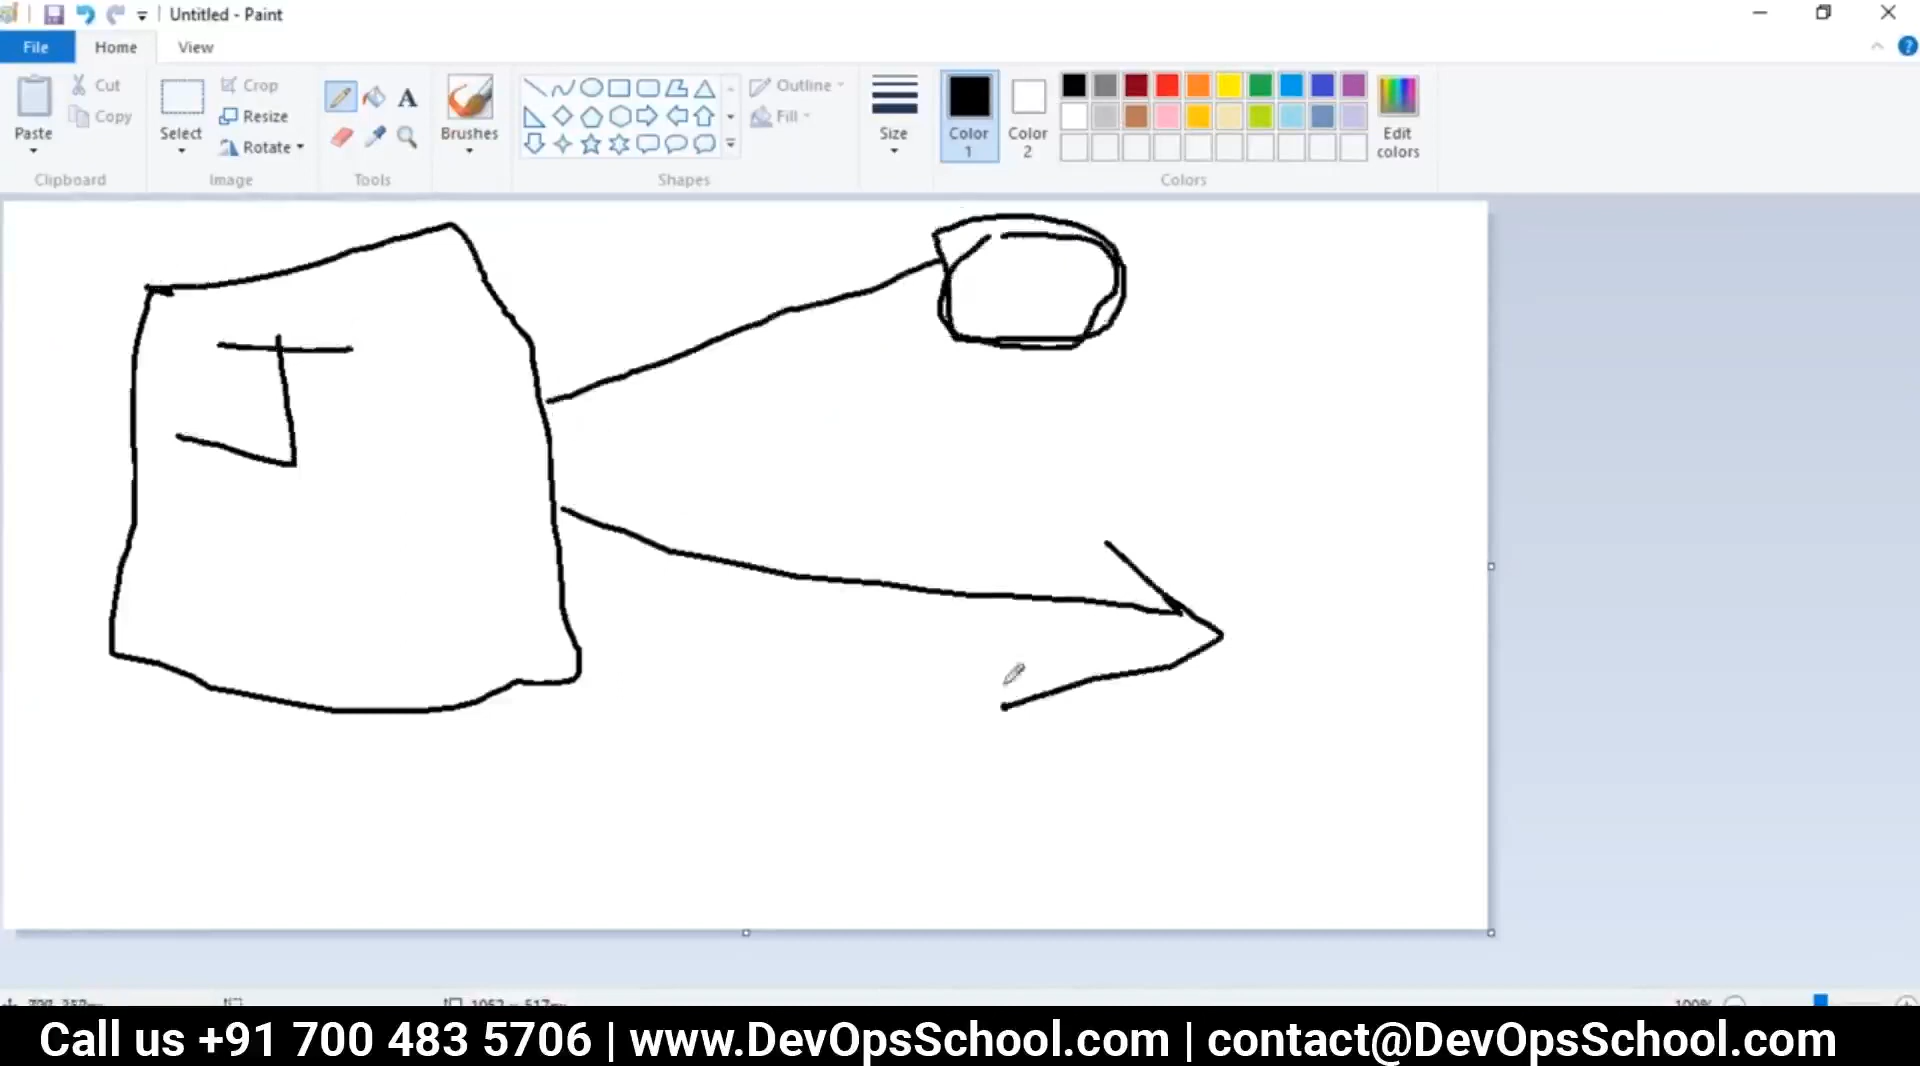 Untitled - Paint
File Home View
Paste Cut Copy
Clipboard
Select Crop Resize Rotate
Image
A
Tools
Brushes
Outline Fill
Shapes
Size
Color 1
Color 2
Edit colors
Colors
J
100%
Call us +91 700 483 5706 | www.DevOpsSchool.com | contact@DevOpsSchool.com